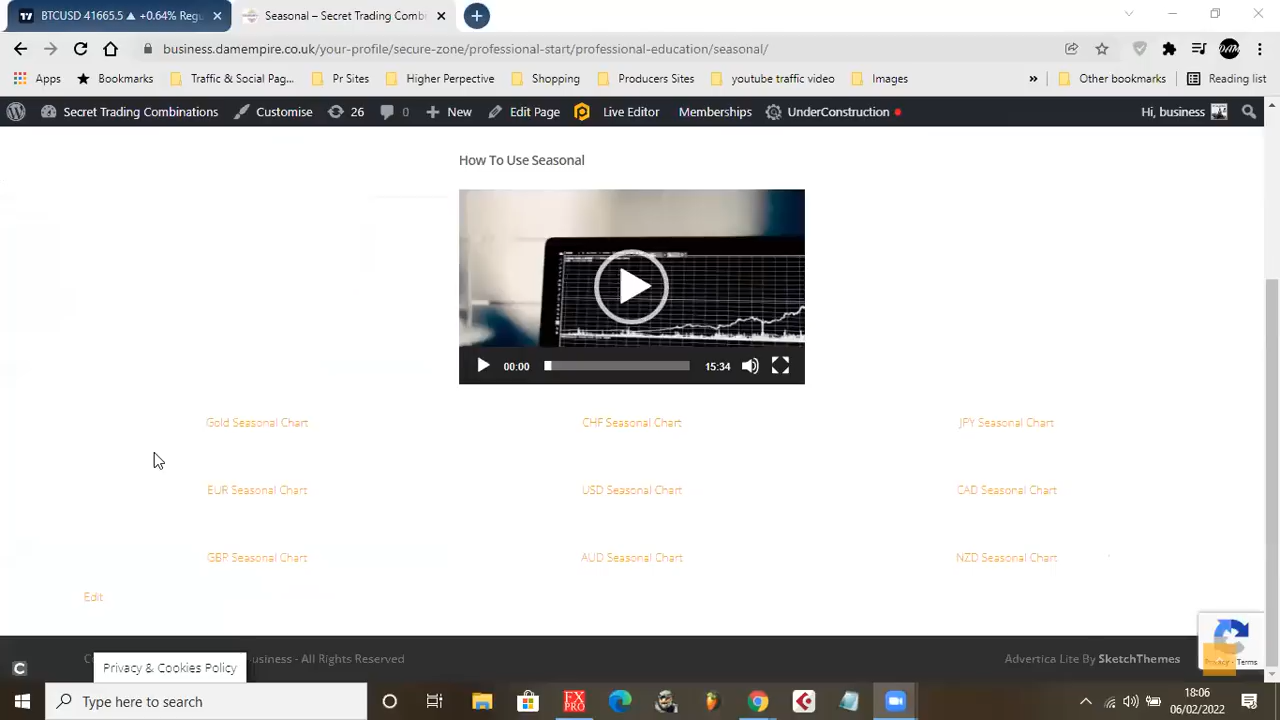 BTCUSD 41665.5 ▲ +0.64% Regu
Seasonal – Secret Trading Comb
business.damempire.co.uk/your-profile/secure-zone/professional-start/professional-education/seasonal/
DAM
Apps Bookmarks Traffic & Social Pag... Pr Sites Higher Perpective Shopping Producers Sites youtube traffic video Images » Other bookmarks Reading list
Secret Trading Combinations Customise 26 0 New Edit Page Live Editor Memberships UnderConstruction Hi, business
How To Use Seasonal
00:00 15:34
Gold Seasonal Chart CHF Seasonal Chart JPY Seasonal Chart
EUR Seasonal Chart USD Seasonal Chart CAD Seasonal Chart
GBP Seasonal Chart AUD Seasonal Chart NZD Seasonal Chart
Edit
Privacy & Cookies Policy
usiness - All Rights Reserved
Advertica Lite By SketchThemes
Privacy - Terms
Type here to search
FX PRO
18:06
06/02/2022